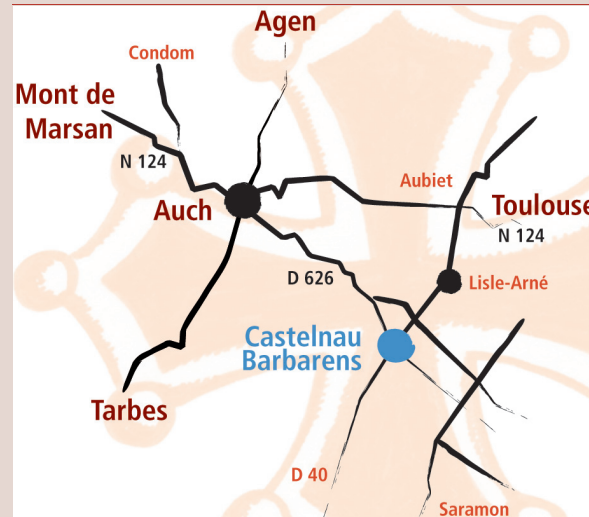 Agen
Condom
Mont de
Marsan
N 124
Aubiet
Auch
Toulouse
N 124
D 626
Lisle-Arné
Castelnau
Barbarens
Tarbes
D 40
Saramon